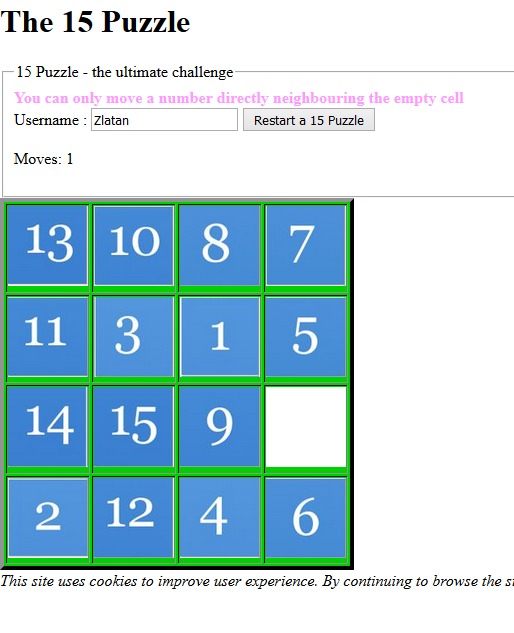 The 15 Puzzle
15 Puzzle - the ultimate challenge
You can only move a number directly neighbouring the empty cell
Username : Zlatan Restart a 15 Puzzle
Moves: 1
13 10 8 7
11 3 1 5
14 15 9
2 12 4 6
This site uses cookies to improve user experience. By continuing to browse the